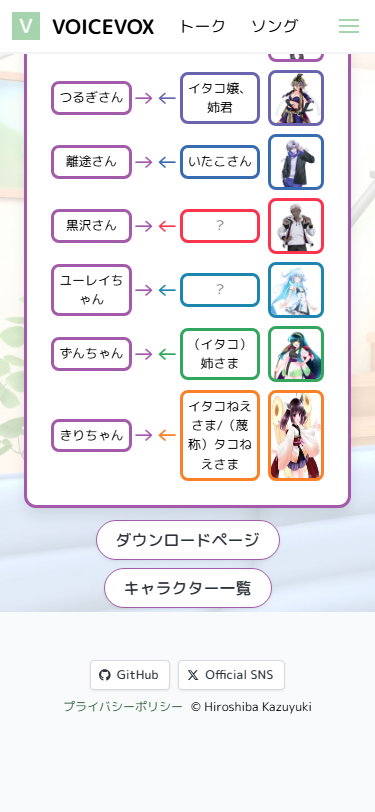 V VOICEVOX トーク ソング
つるぎさん → ← イタコ嬢、
姉君
離途さん → ← いたこさん
黒沢さん → ← ?
ユーレイち
ゃん → ← ?
ずんちゃん → ← （イタコ）
姉さま
きりちゃん → ← イタコねえ
さま/（蔑
称）タコね
えさま
ダウンロードページ
キャラクター一覧
GitHub Official SNS
プライバシーポリシー © Hiroshiba Kazuyuki